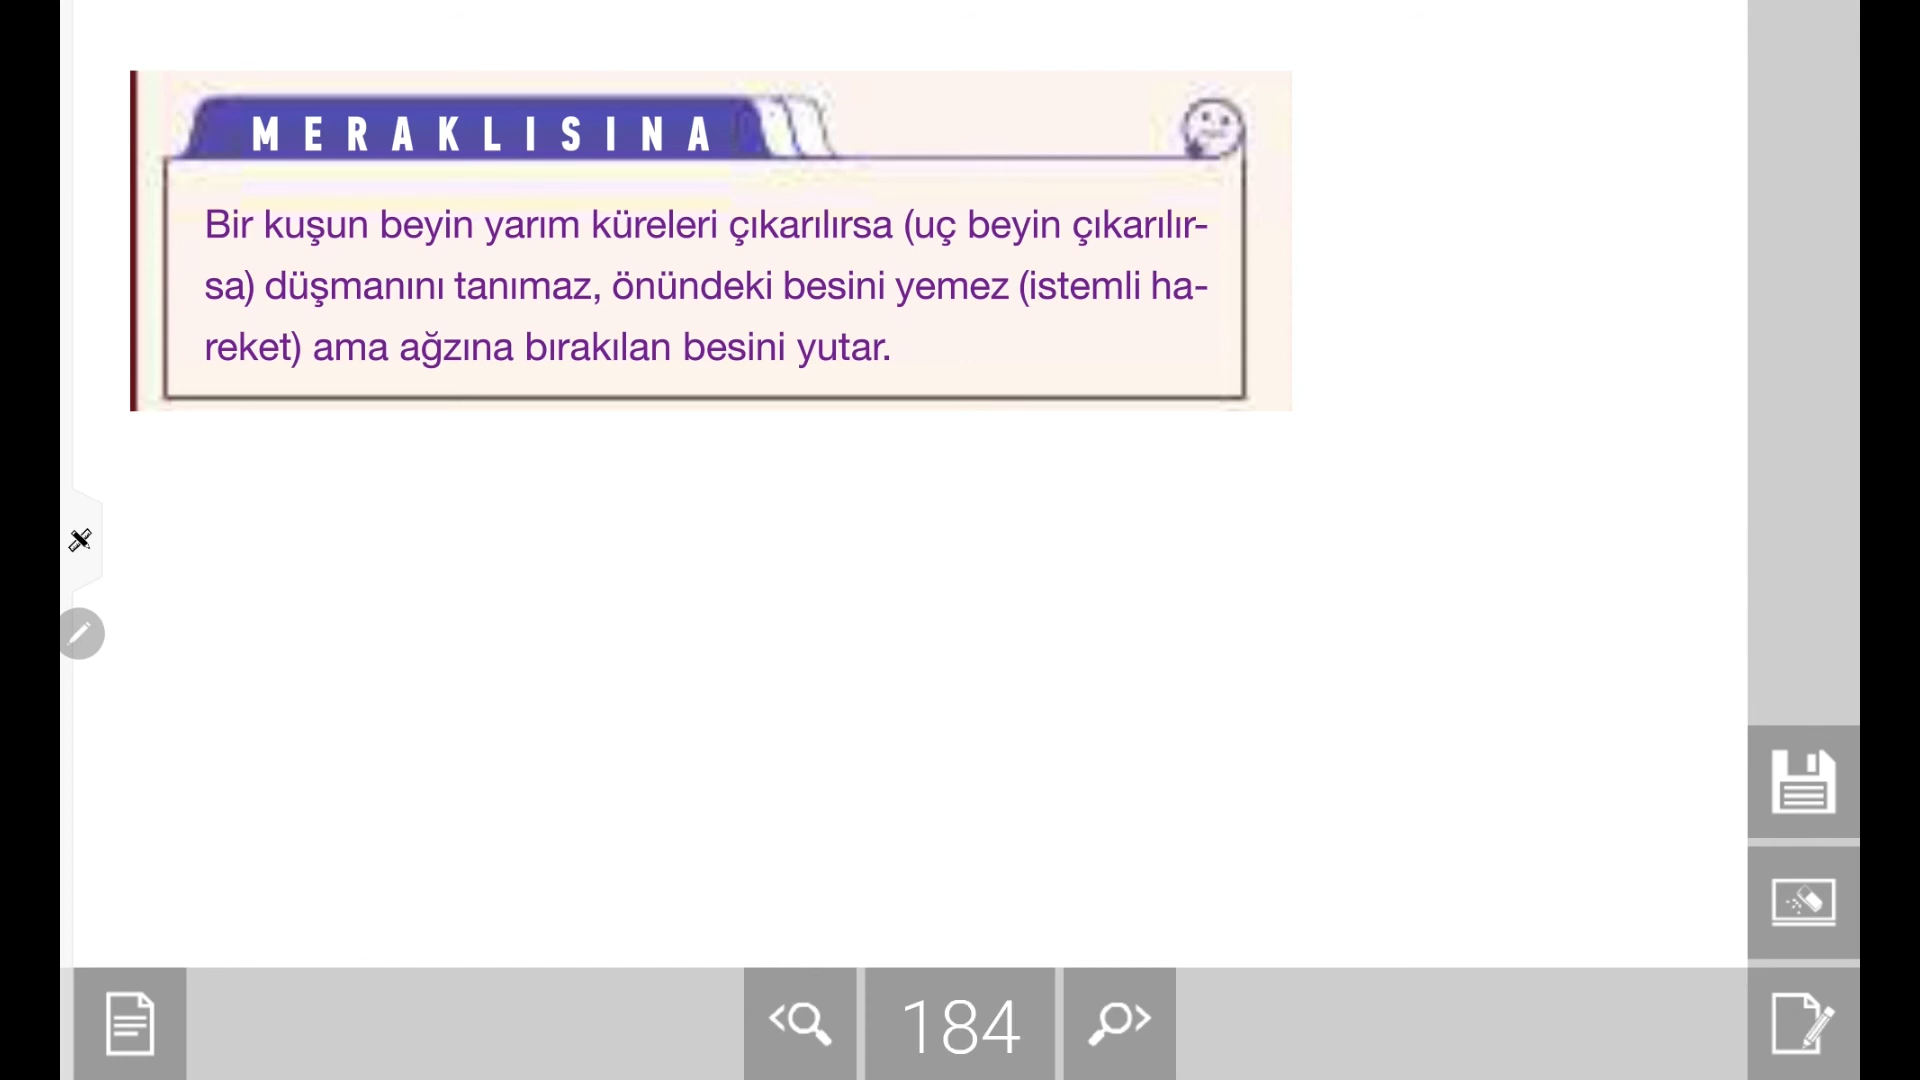 MERAKLISINA
Bir kuşun beyin yarım küreleri çıkarılırsa (uç beyin çıkarılır-
sa) düşmanını tanımaz, önündeki besini yemez (istemli ha-
reket) ama ağzına bırakılan besini yutar.
184